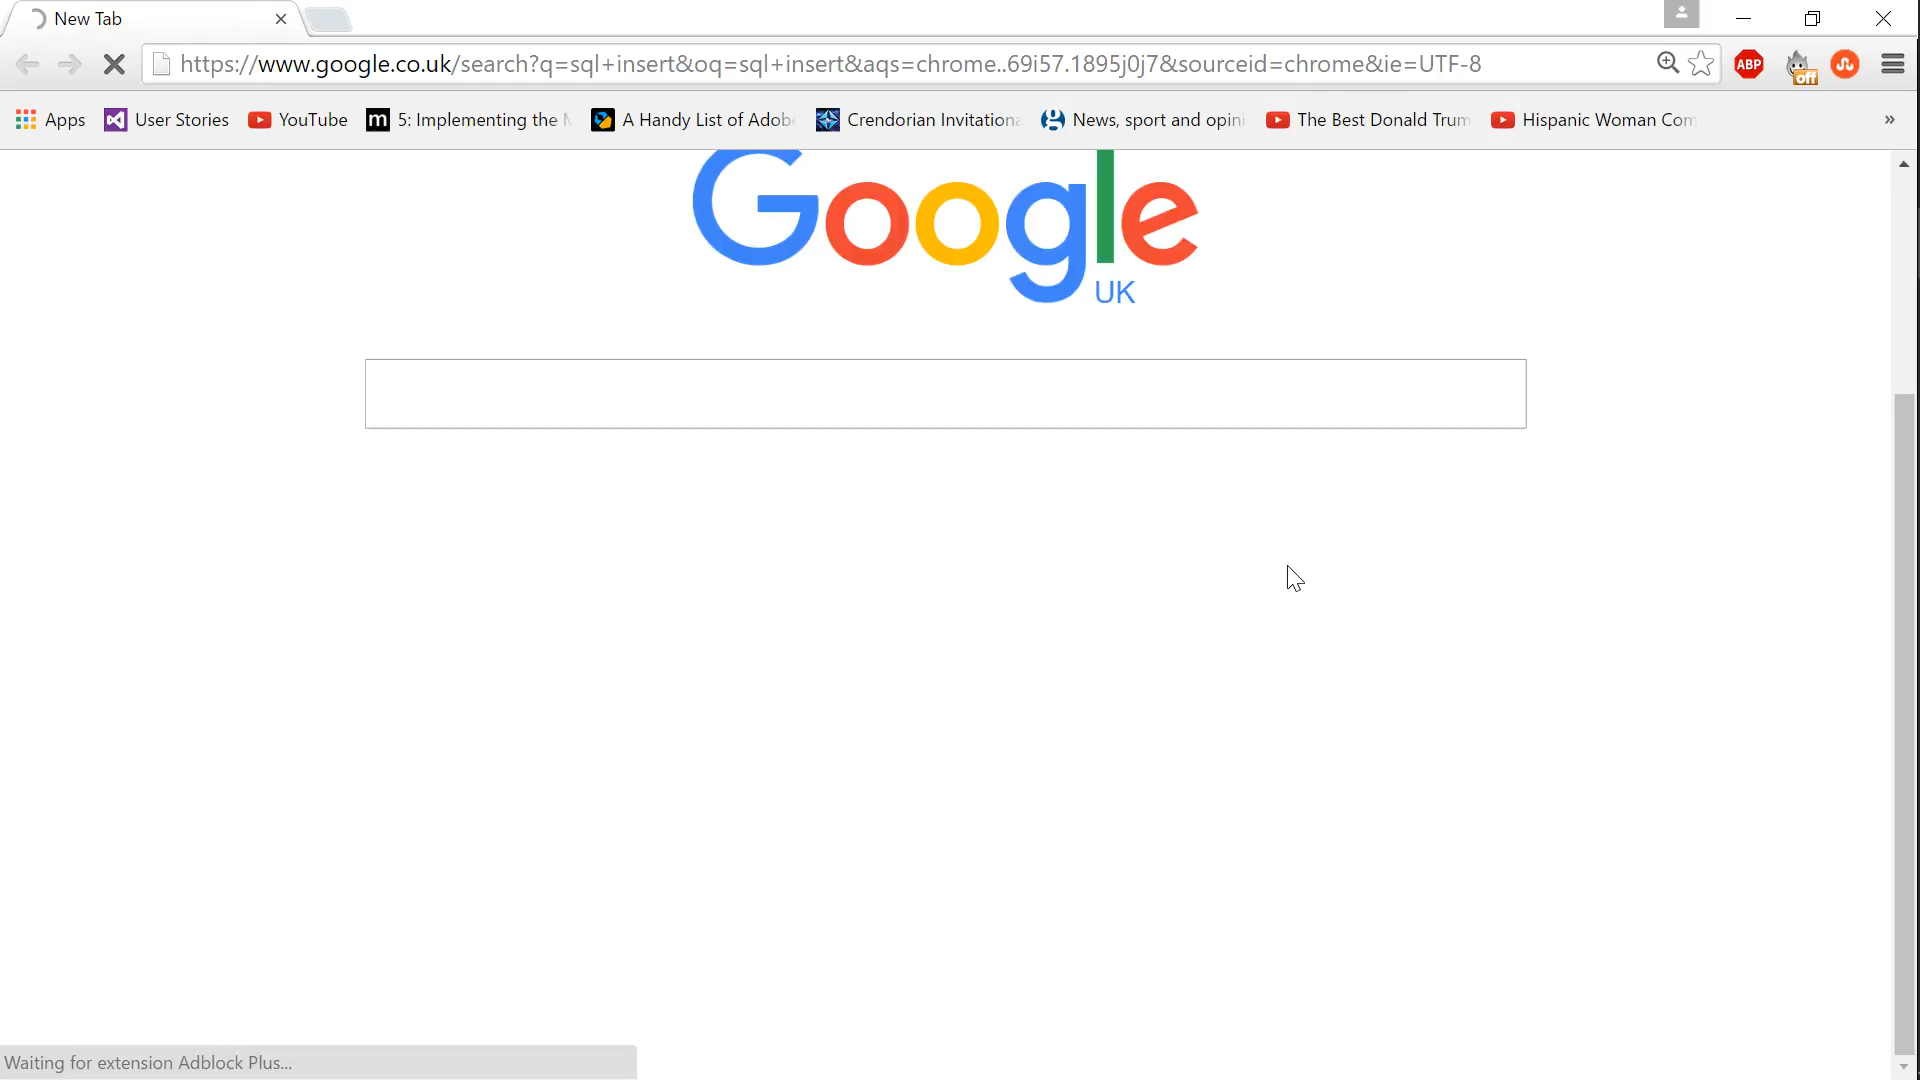 New Tab
https://www.google.co.uk/search?q=sql+insert&oq=sql+insert&aqs=chrome..69i57.1895j0j7&sourceid=chrome&ie=UTF-8
ABP
off
Apps
User Stories
YouTube
m
5: Implementing the
A Handy List of Adob
Crendorian Invitation
News, sport and opin
The Best Donald Trum
Hispanic Woman Com
»
Google
UK
Waiting for extension Adblock Plus...